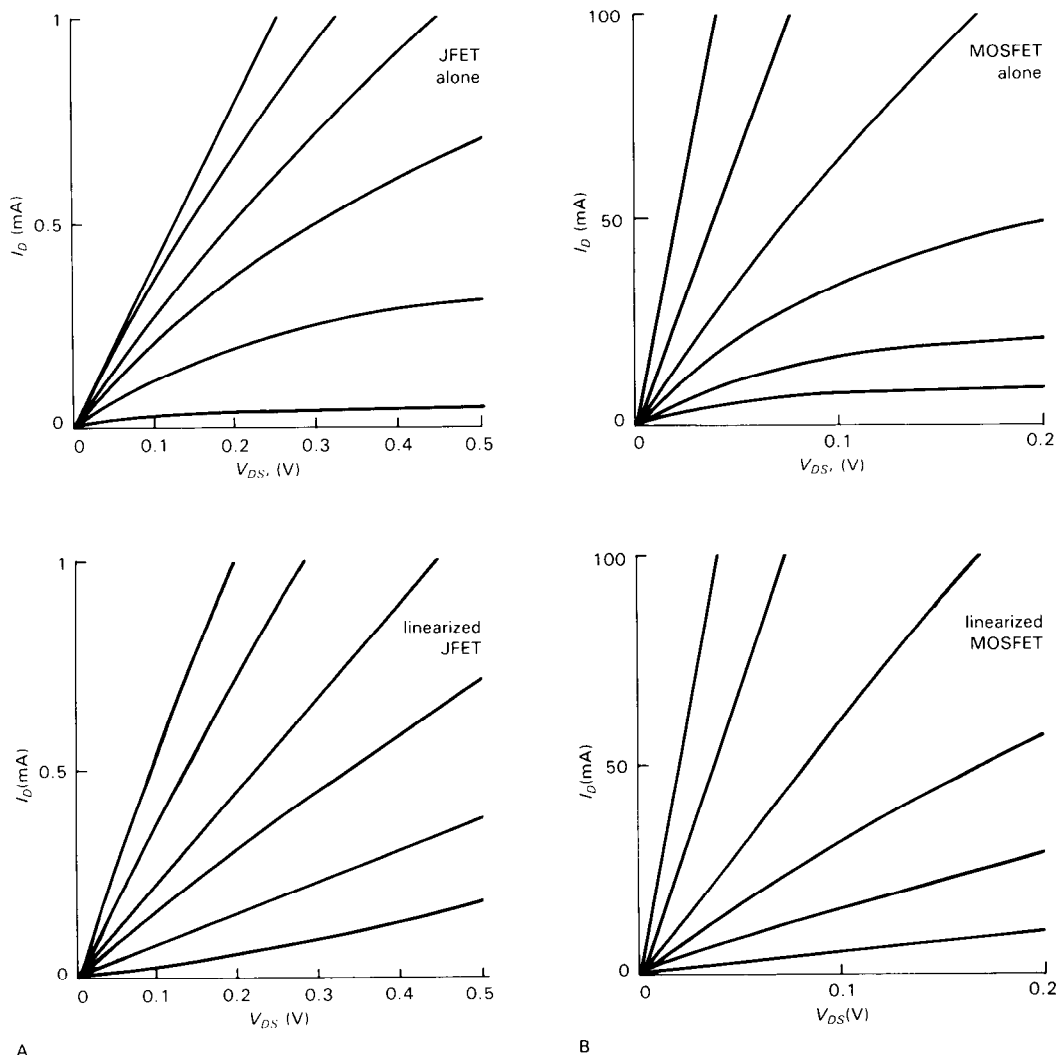 1
0.5
0
I_D (mA)
JFET
alone
0
0.1
0.2
0.3
0.4
0.5
V_DS, (V)
100
50
0
I_D (mA)
MOSFET
alone
0
0.1
0.2
V_DS, (V)
1
0.5
0
I_D(mA)
linearized
JFET
0
0.1
0.2
0.3
0.4
0.5
V_DS (V)
A
100
50
0
I_D(mA)
linearized
MOSFET
0
0.1
0.2
V_DS(V)
B